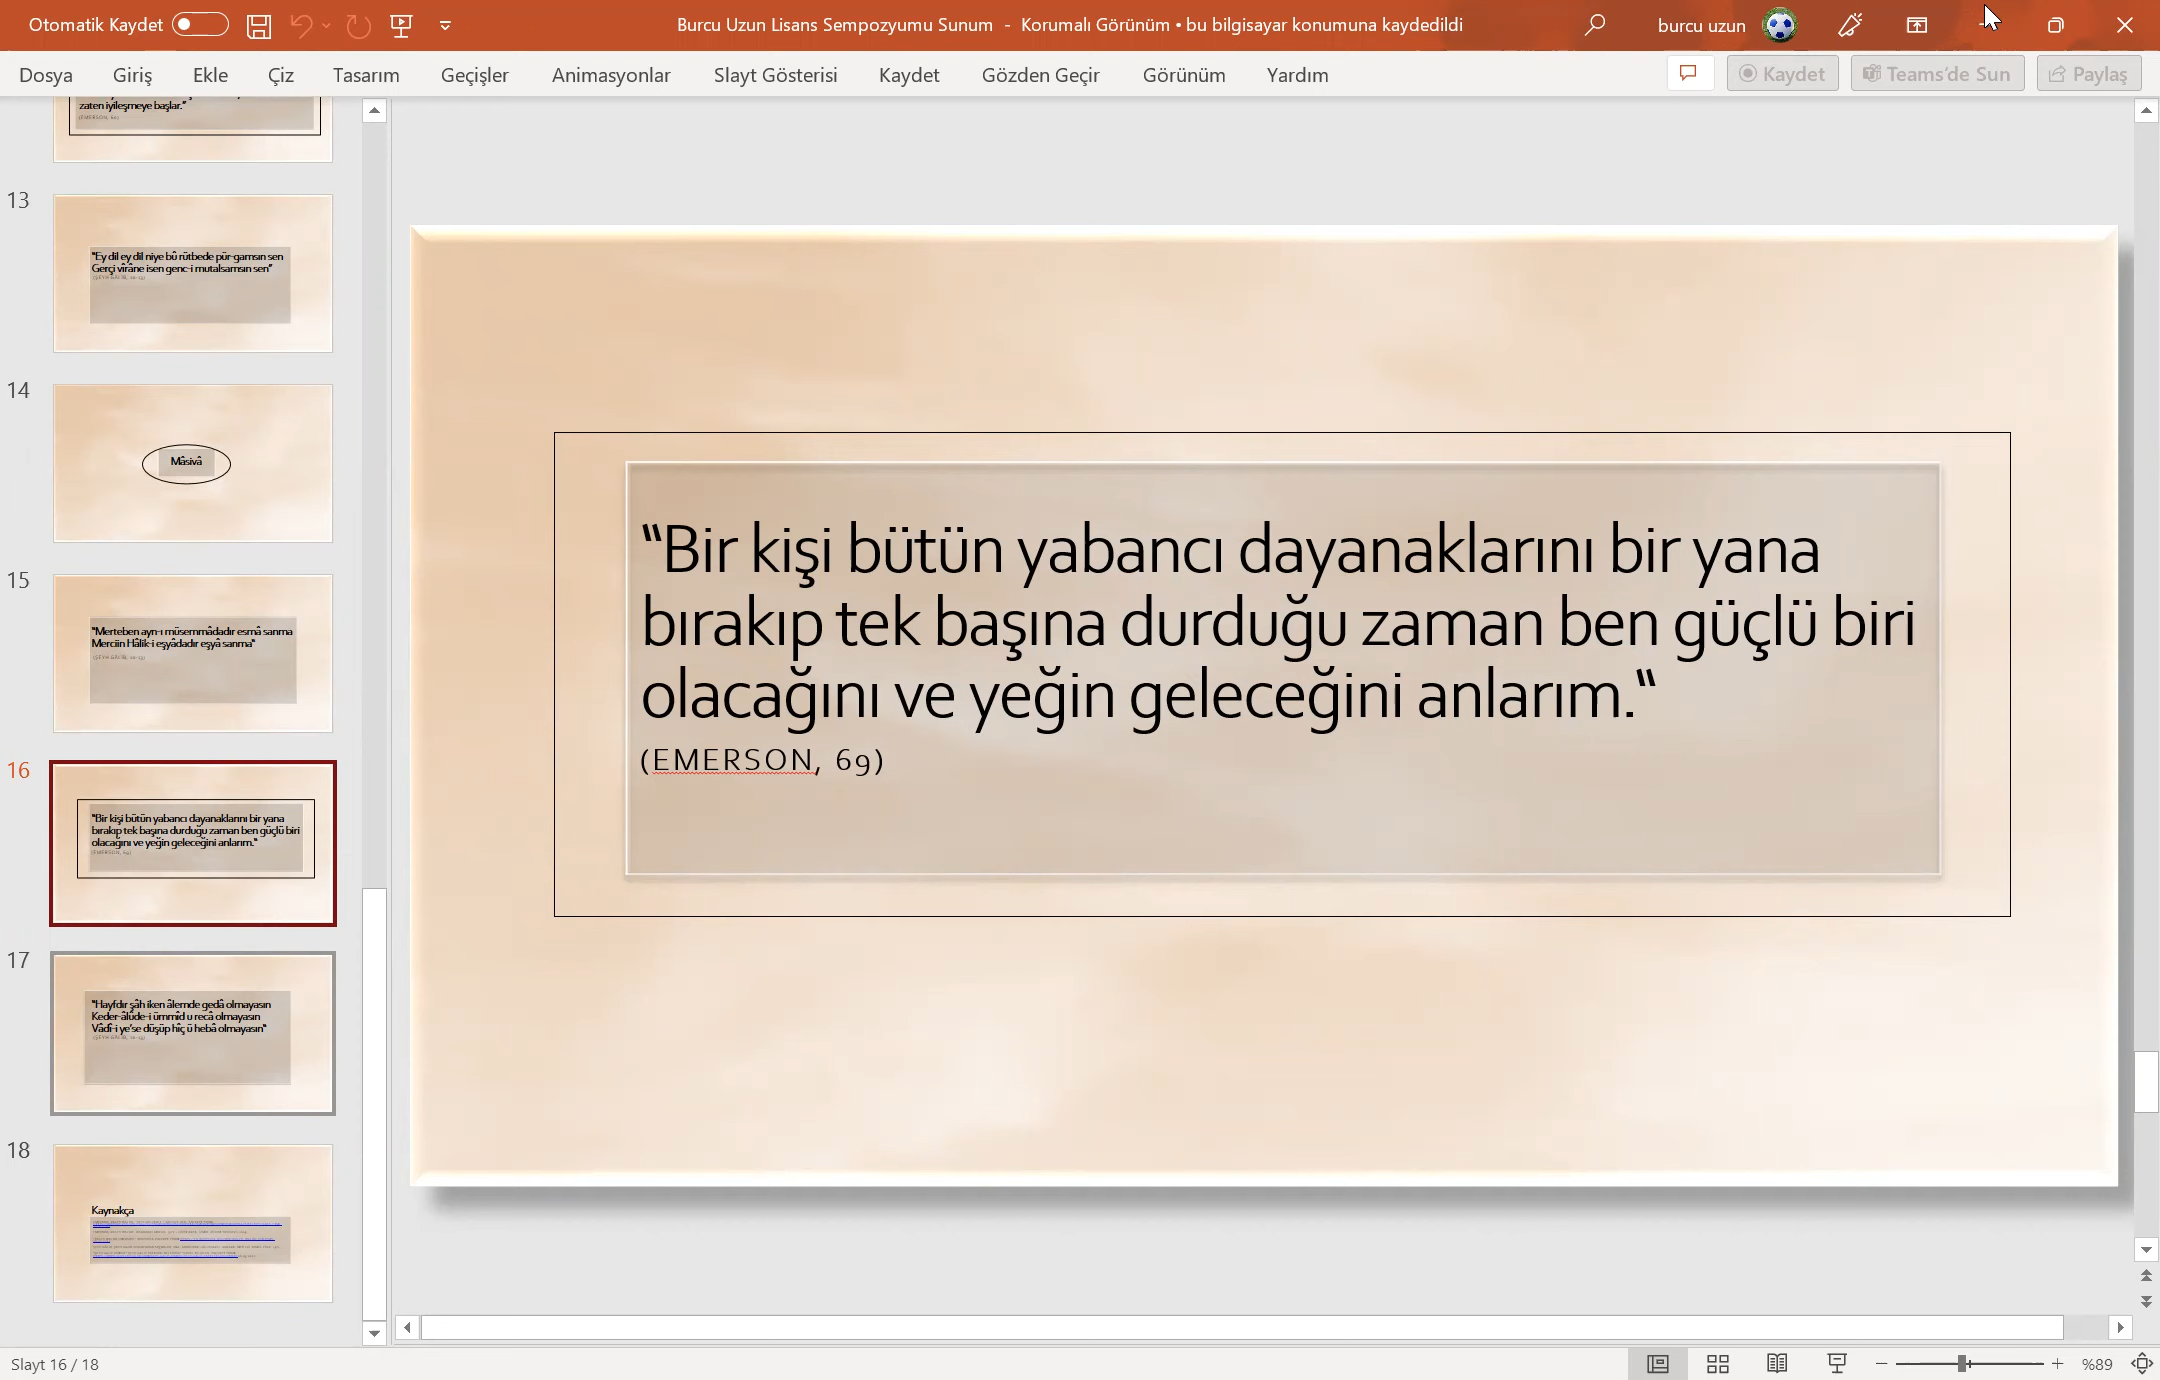 Otomatik Kaydet
Burcu Uzun Lisans Sempozyumu Sunum - Korumalı Görünüm • bu bilgisayar konumuna kaydedildi
burcu uzun
Dosya Giriş Ekle Çiz Tasarım Geçişler Animasyonlar Slayt Gösterisi Kaydet Gözden Geçir Görünüm Yardım
Kaydet Teams'de Sun Paylaş
zaten iyileşmeye başlar."
(EMERSON, 60)
13
"Ey dil ey dil niye bû rütbede pür-gamsın sen
Gerçi vîrâne isen genc-i mutalsamsın sen"
14
Mâsivâ
15
"Merteben ayn-ı müsemmâdadır esmâ sanma
Merciin Hâlik-i eşyâdadır eşyâ sanma"
16
"Bir kişi bütün yabancı dayanaklarını bir yana
bırakıp tek başına durduğu zaman ben güçlü biri
olacağını ve yeğin geleceğini anlarım."
(EMERSON, 69)
17
"Hayfdır şâh iken âlemde gedâ olmayasın
Keder-âlûde-i ümmîd u recâ olmayasın
Vâdî-i ye'se düşüp hîç ü hebâ olmayasın"
18
Kaynakça
"Bir kişi bütün yabancı dayanaklarını bir yana
bırakıp tek başına durduğu zaman ben güçlü biri
olacağını ve yeğin geleceğini anlarım."
(EMERSON, 69)
Slayt 16 / 18
%89